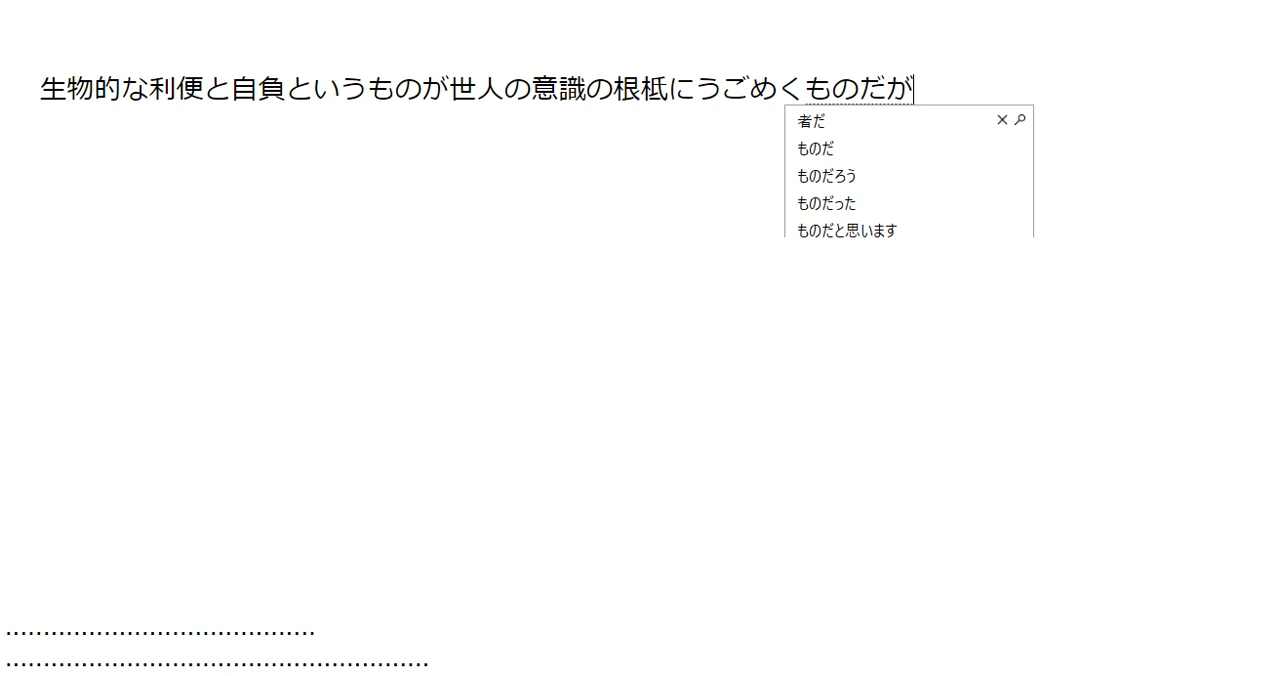 生物的な利便と自負というものが世人の意識の根柢にうごめくものだが
者だ
ものだ
ものだろう
ものだった
ものだと思います
.........................................
........................................................